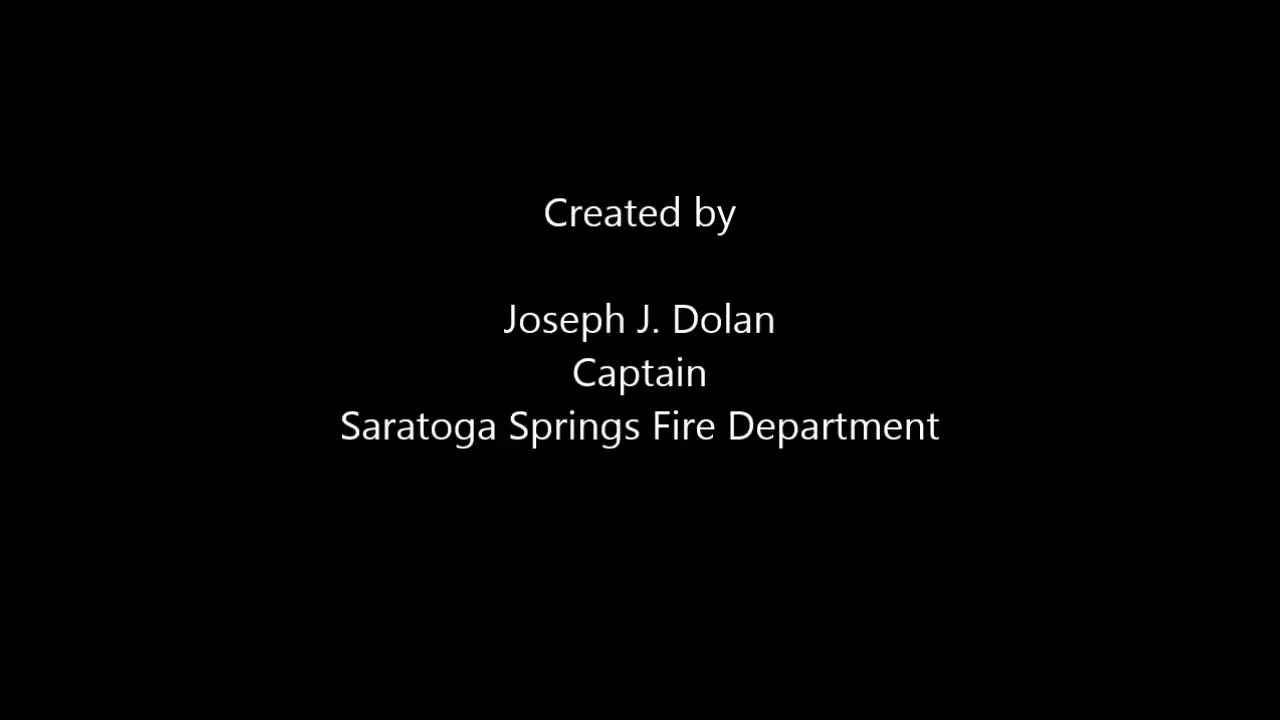 Created by
Joseph J. Dolan
Captain
Saratoga Springs Fire Department